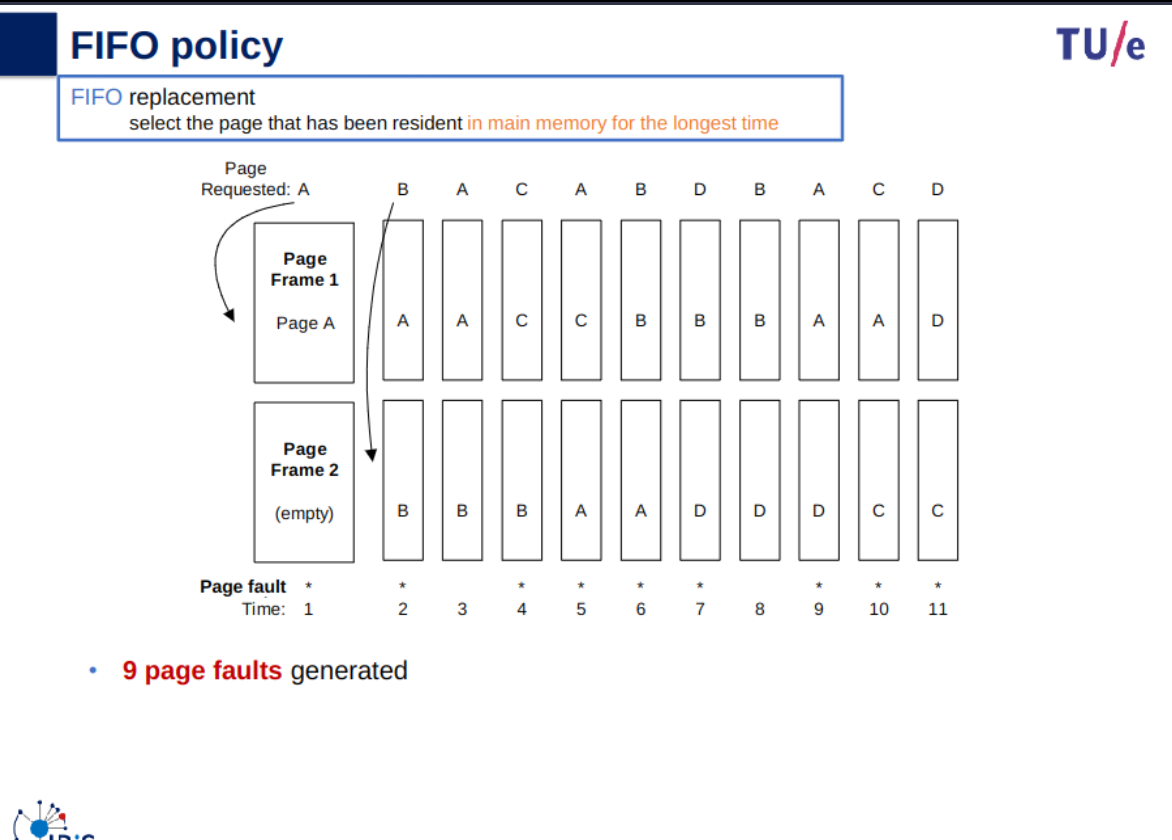 FIFO policy
TU/e
FIFO replacement
select the page that has been resident in main memory for the longest time
Page
Requested: A B A C A B D B A C D
Page
Frame 1
Page A A A C C B B B A A D
Page
Frame 2
(empty) B B B A A D D D C C
Page fault * * * * * * * * *
Time: 1 2 3 4 5 6 7 8 9 10 11
• 9 page faults generated